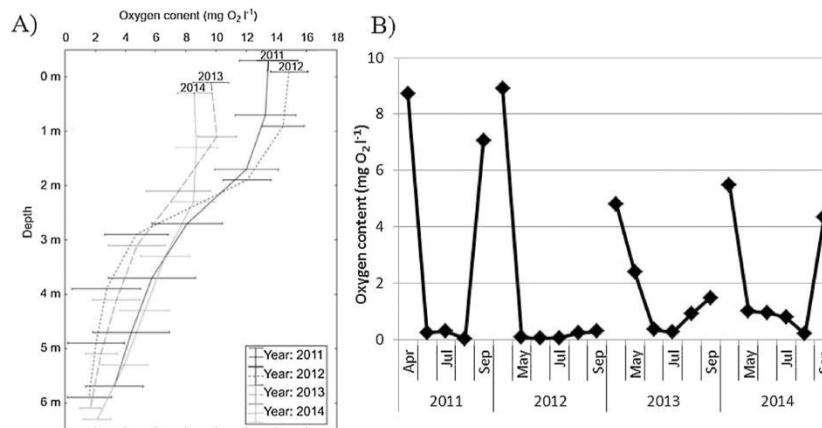 A)
Oxygen conent (mg O2 l-1)
0 2 4 6 8 10 12 14 16 18
2011
2012
2013
2014
0 m
1 m
2 m
3 m
4 m
5 m
6 m
Depth
Year: 2011
Year: 2012
Year: 2013
Year: 2014
B)
10
8
6
4
2
0
Oxygen content (mg O2 l-1)
Apr Jul Sep May Jul Sep May Jul Sep May Jul Sep
2011 2012 2013 2014